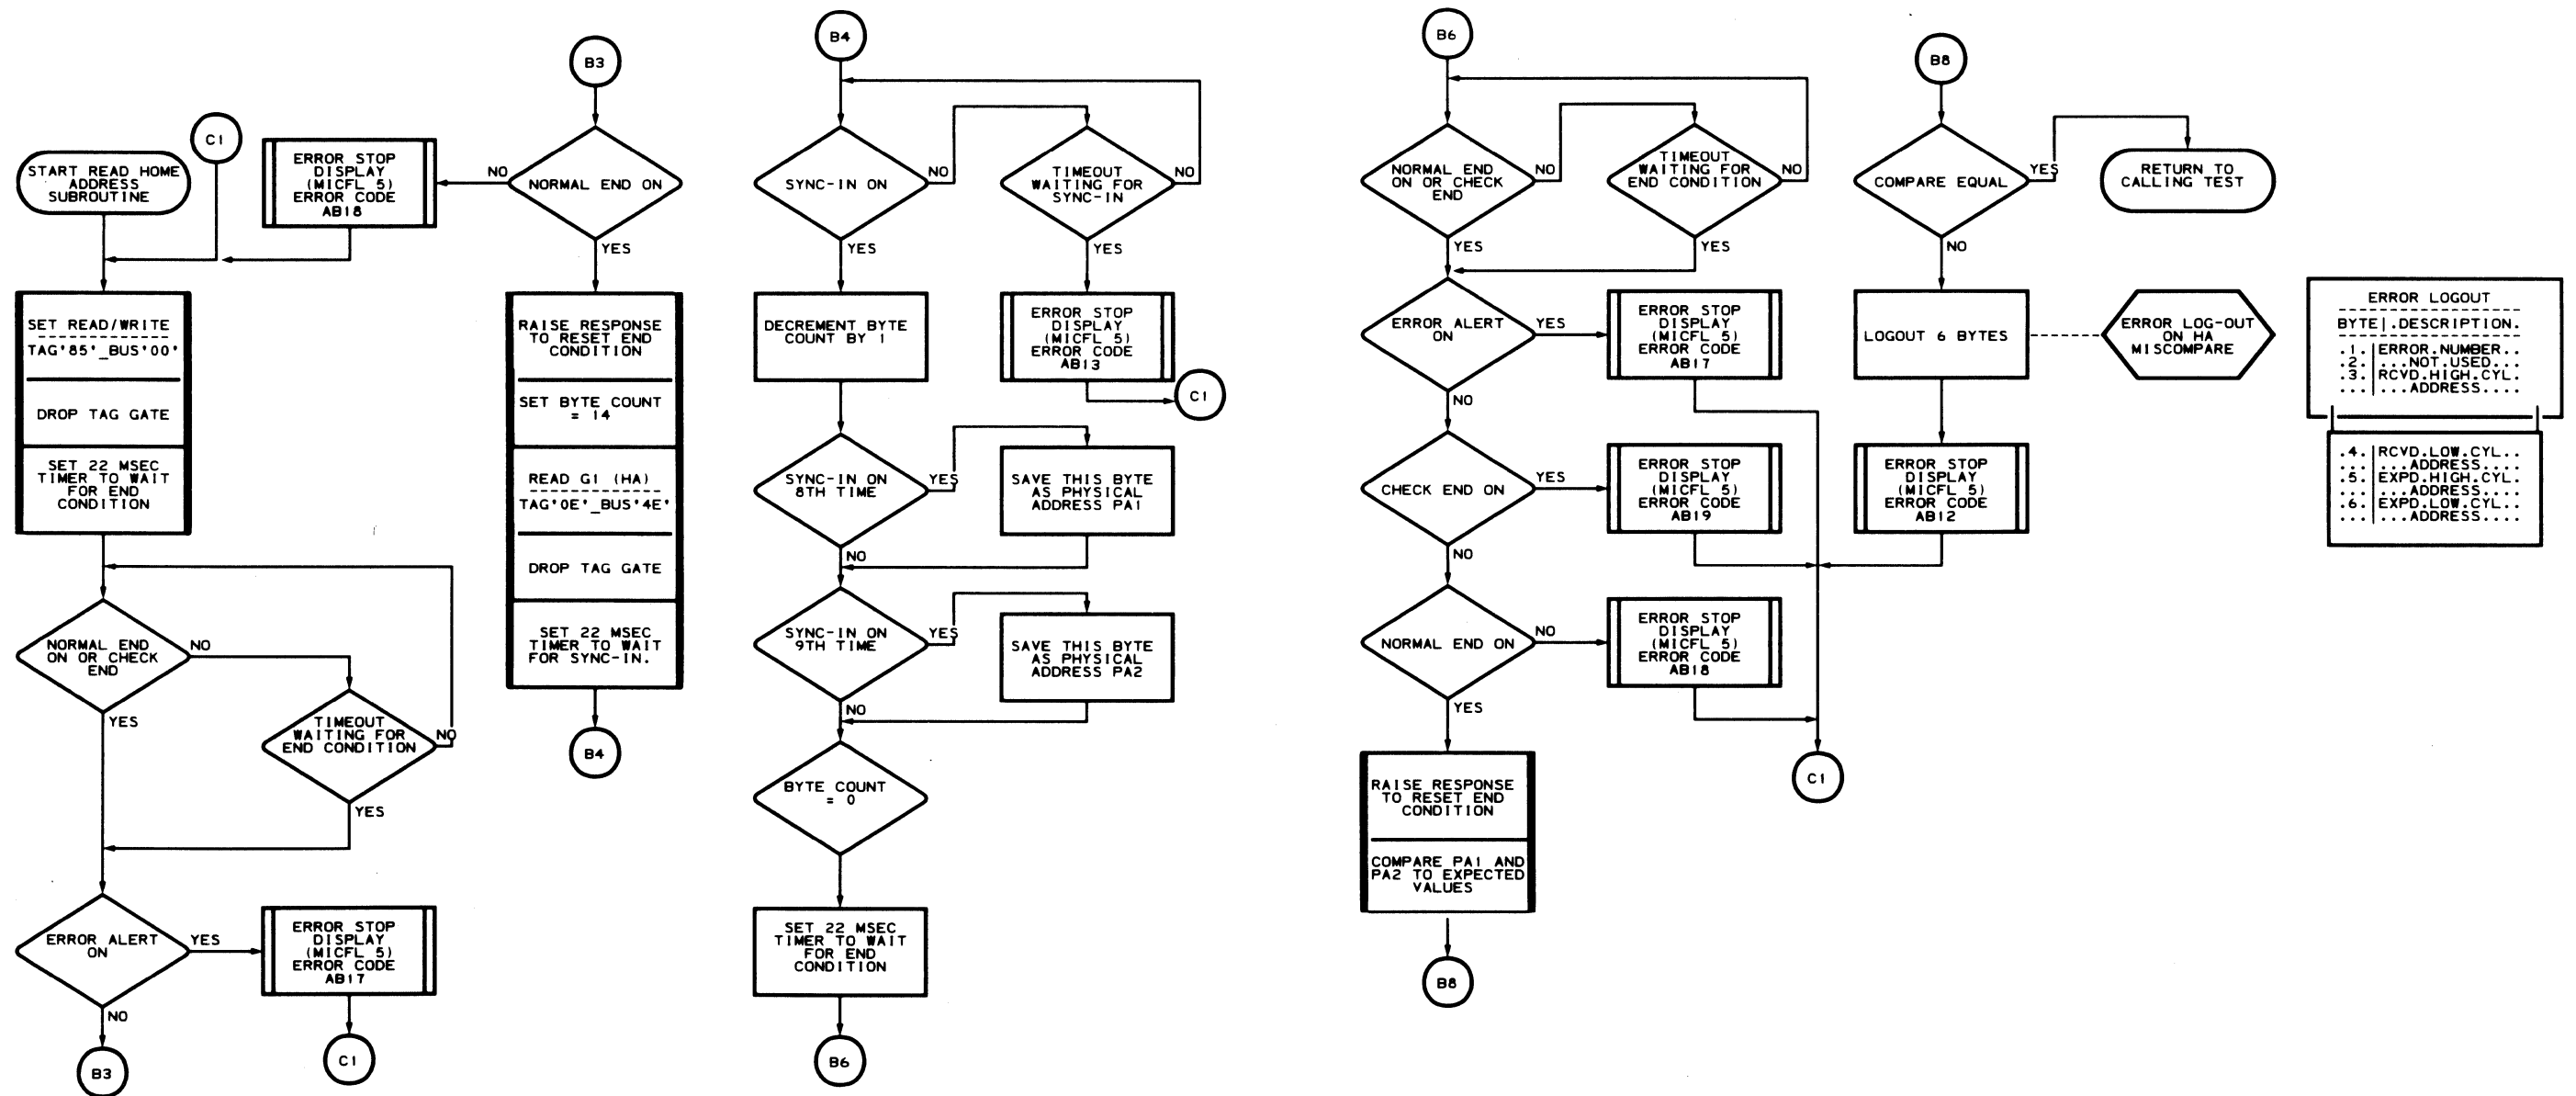 START READ HOME
ADDRESS
SUBROUTINE
C1
SET READ/WRITE
TAG'85'_BUS'00'
DROP TAG GATE
SET 22 MSEC
TIMER TO WAIT
FOR END
CONDITION
NORMAL END
ON OR CHECK
END
NO
YES
TIMEOUT
WAITING FOR
END CONDITION
NO
YES
ERROR ALERT
ON
YES
NO
ERROR STOP
DISPLAY
(MICFL 5)
ERROR CODE
AB17
C1
B3
B3
NORMAL END ON
NO
YES
ERROR STOP
DISPLAY
(MICFL 5)
ERROR CODE
AB18
RAISE RESPONSE
TO RESET END
CONDITION
SET BYTE COUNT
= 14
READ G1 (HA)
TAG'0E'_BUS'4E'
DROP TAG GATE
SET 22 MSEC
TIMER TO WAIT
FOR SYNC-IN.
B4
B4
SYNC-IN ON
NO
YES
TIMEOUT
WAITING FOR
SYNC-IN
NO
YES
DECREMENT BYTE
COUNT BY 1
ERROR STOP
DISPLAY
(MICFL 5)
ERROR CODE
AB13
C1
SYNC-IN ON
8TH TIME
YES
NO
SAVE THIS BYTE
AS PHYSICAL
ADDRESS PA1
SYNC-IN ON
9TH TIME
YES
NO
SAVE THIS BYTE
AS PHYSICAL
ADDRESS PA2
BYTE COUNT
= 0
SET 22 MSEC
TIMER TO WAIT
FOR END
CONDITION
B6
B6
NORMAL END
ON OR CHECK
END
NO
YES
TIMEOUT
WAITING FOR
END CONDITION
NO
YES
ERROR ALERT
ON
YES
NO
ERROR STOP
DISPLAY
(MICFL 5)
ERROR CODE
AB17
CHECK END ON
YES
NO
ERROR STOP
DISPLAY
(MICFL 5)
ERROR CODE
AB19
NORMAL END ON
NO
YES
ERROR STOP
DISPLAY
(MICFL 5)
ERROR CODE
AB18
C1
RAISE RESPONSE
TO RESET END
CONDITION
COMPARE PA1 AND
PA2 TO EXPECTED
VALUES
B8
B8
COMPARE EQUAL
YES
NO
RETURN TO
CALLING TEST
LOGOUT 6 BYTES
ERROR LOG-OUT
ON HA
MISCOMPARE
ERROR STOP
DISPLAY
(MICFL 5)
ERROR CODE
AB12
ERROR LOGOUT
BYTE|.DESCRIPTION.
.1.|ERROR.NUMBER..
.2.|...NOT.USED...
.3.|RCVD.HIGH.CYL.
...|...ADDRESS....
.4.|RCVD.LOW.CYL..
...|...ADDRESS....
.5.|EXPD.HIGH.CYL.
...|...ADDRESS....
.6.|EXPD.LOW.CYL..
...|...ADDRESS....